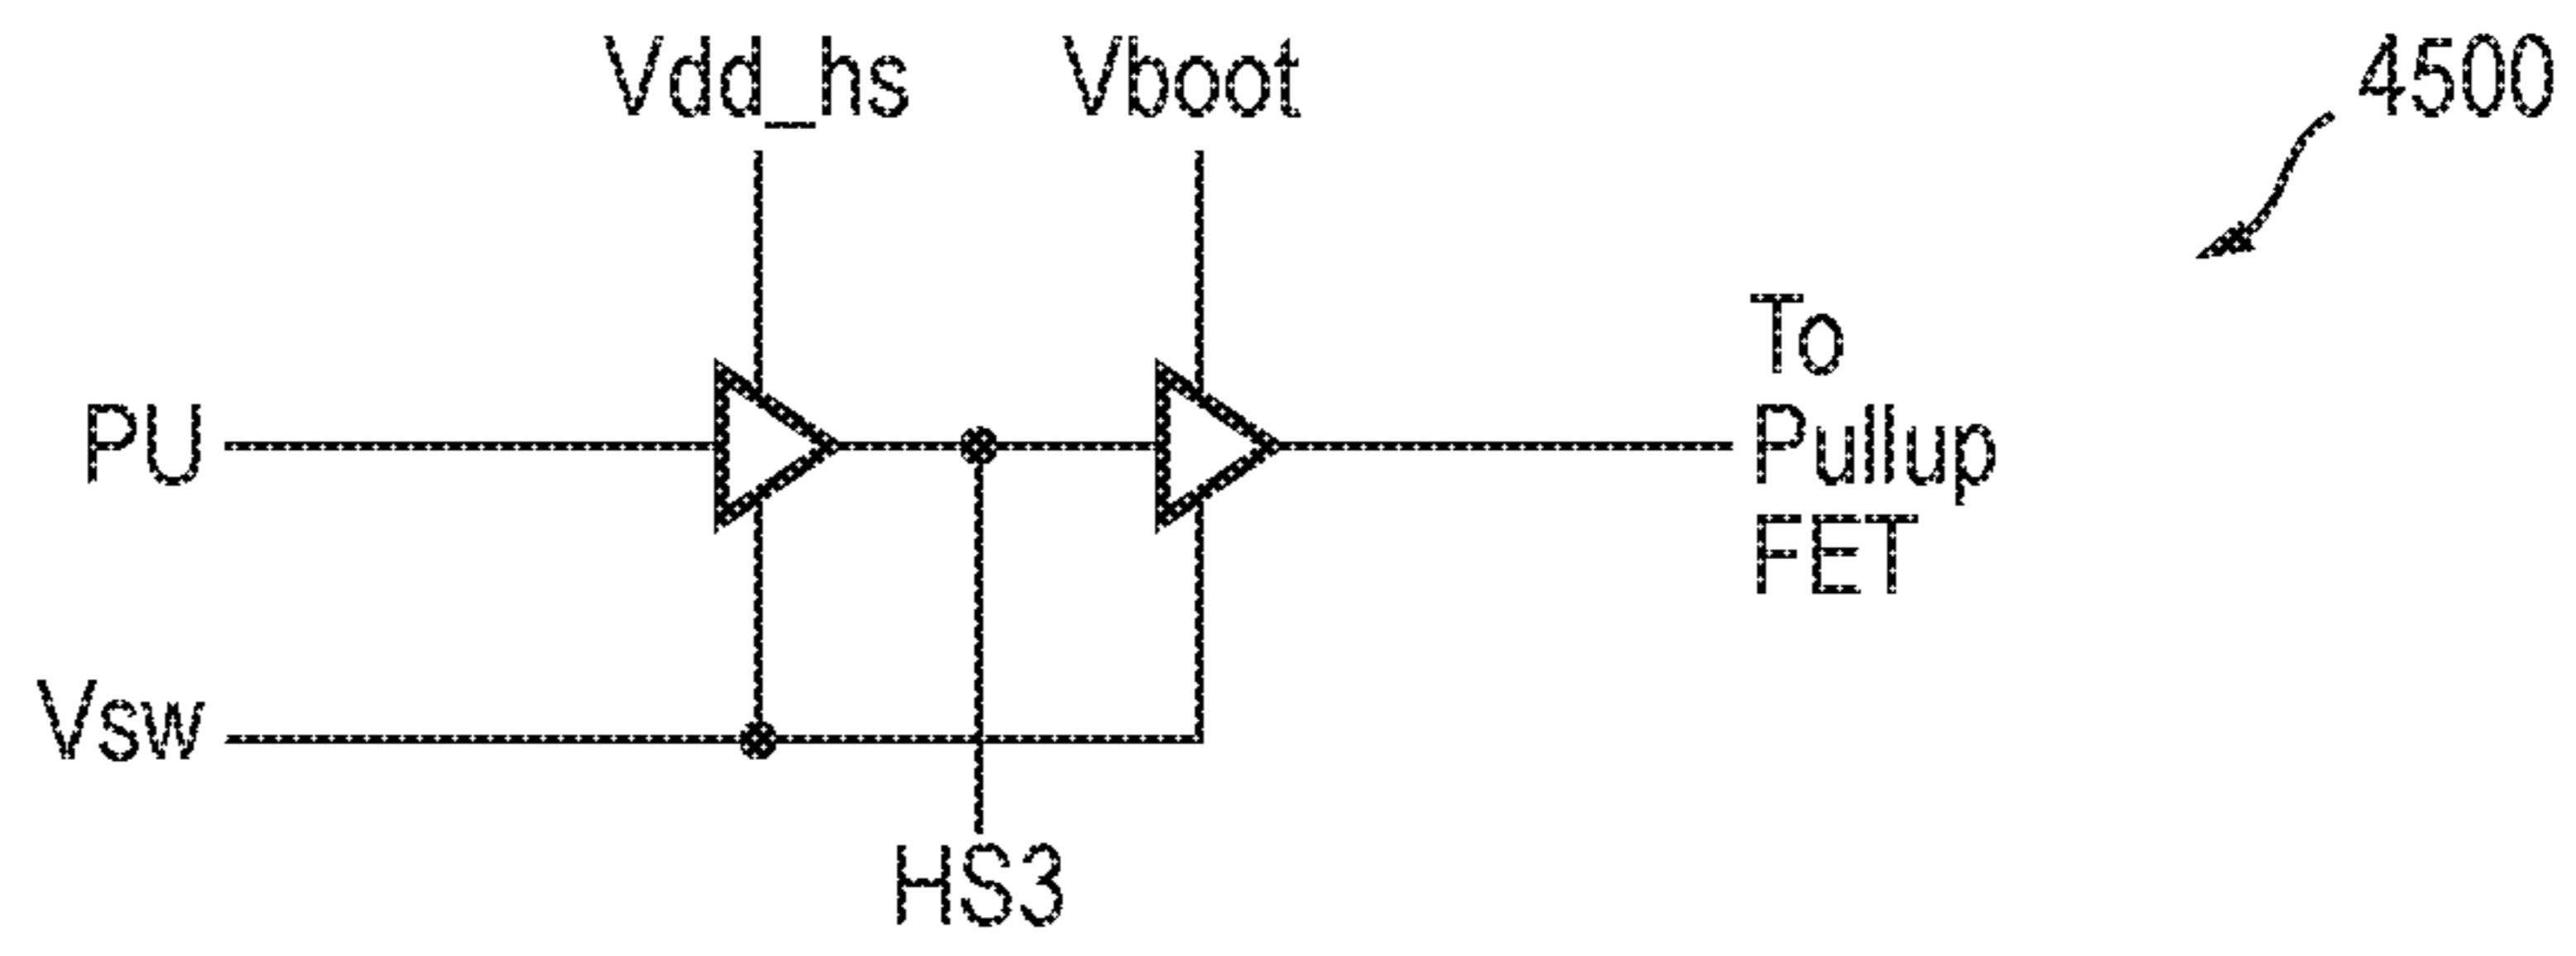 Vdd_hs
Vboot
4500
To
Pullup
FET
PU
Vsw
HS3